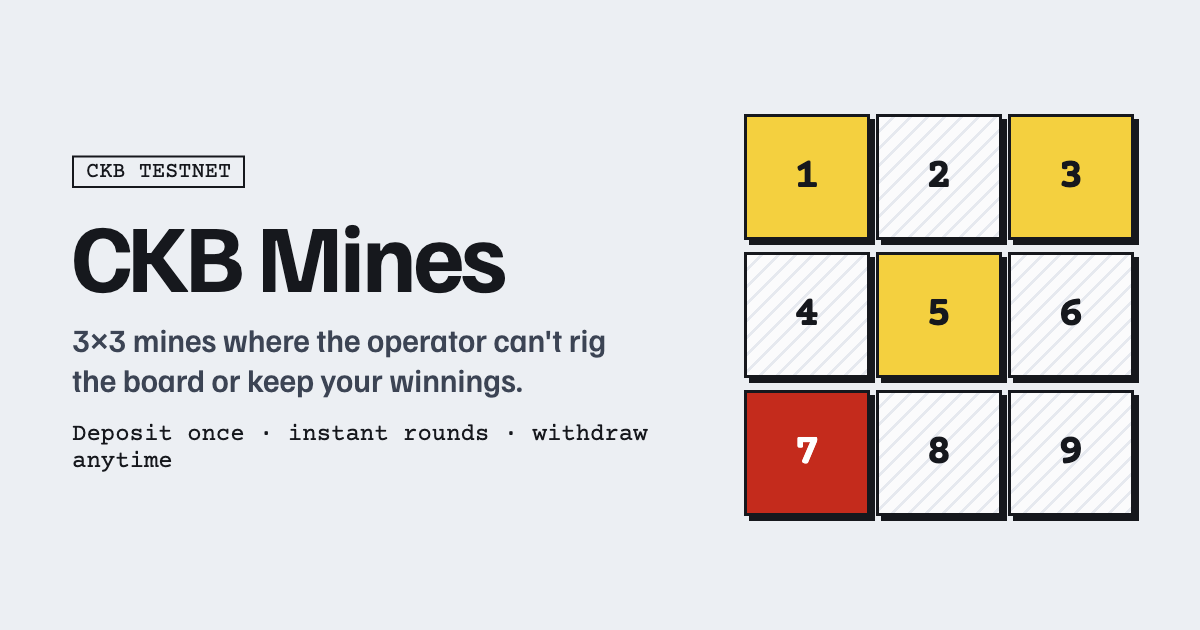 CKB TESTNET
CKB Mines
3×3 mines where the operator can't rig
the board or keep your winnings.
Deposit once · instant rounds · withdraw
anytime
1 2 3
4 5 6
7 8 9